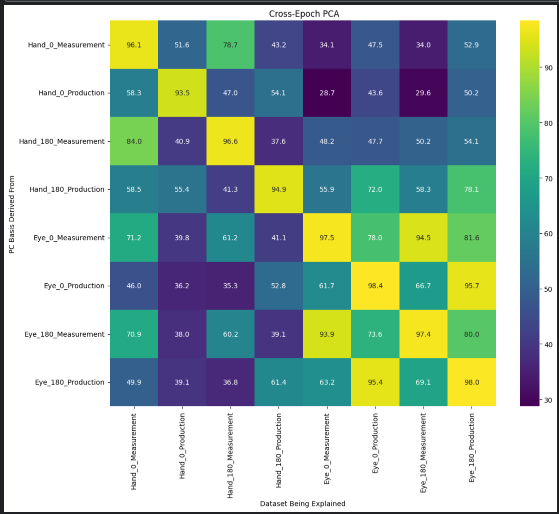 Cross-Epoch PCA
Hand_0_Measurement 96.1 51.6 78.7 43.2 34.1 47.5 34.0 52.9
Hand_0_Production 58.3 93.5 47.0 54.1 28.7 43.6 29.6 50.2
Hand_180_Measurement 84.0 40.9 96.6 37.6 48.2 47.7 50.2 54.1
Hand_180_Production 58.5 55.4 41.3 94.9 55.9 72.0 58.3 78.1
Eye_0_Measurement 71.2 39.8 61.2 41.1 97.5 78.0 94.5 81.6
Eye_0_Production 46.0 36.2 35.3 52.8 61.7 98.4 66.7 95.7
Eye_180_Measurement 70.9 38.0 60.2 39.1 93.9 73.6 97.4 80.0
Eye_180_Production 49.9 39.1 36.8 61.4 63.2 95.4 69.1 98.0
PC Basis Derived From
Hand_0_Measurement
Hand_0_Production
Hand_180_Measurement
Hand_180_Production
Eye_0_Measurement
Eye_0_Production
Eye_180_Measurement
Eye_180_Production
Dataset Being Explained
90
80
70
60
50
40
30